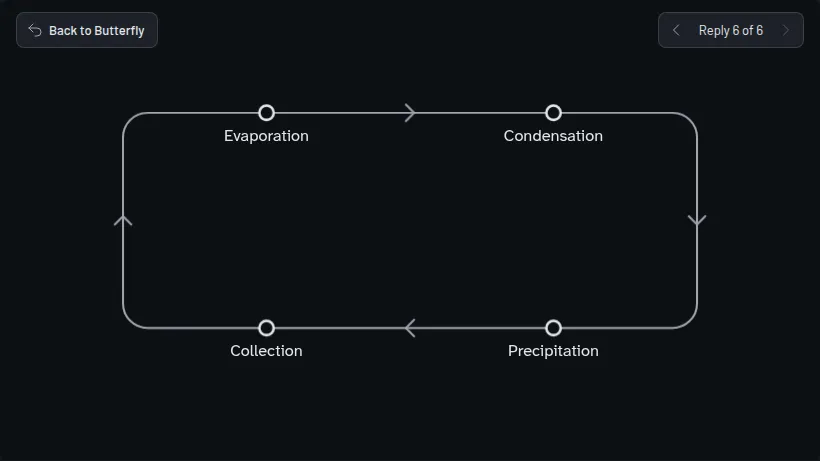 Back to Butterfly
Reply 6 of 6
Evaporation
Condensation
Collection
Precipitation